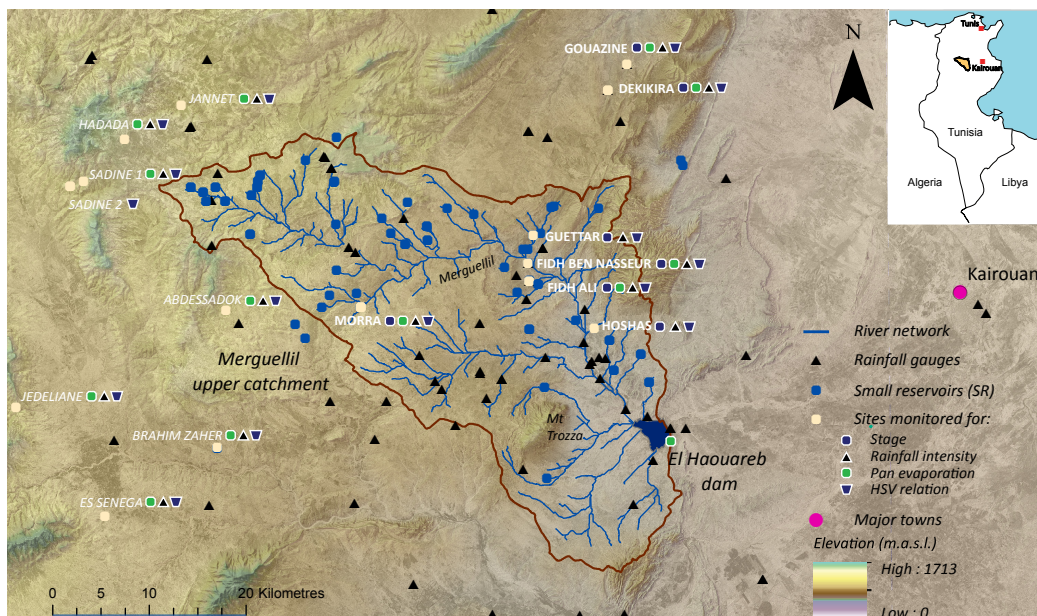 GOUAZINE
DEKIKIRA
JANNET
HADADA
SADINE 1
SADINE 2
GUETTAR
FIDH BEN NASSEUR
Merguellil
FIDH ALI
ABDESSADOK
MORRA
HOSHAS
Merguellil
upper catchment
JEDELIANE
BRAHIM ZAHER
Mt
Trozza
El Haouareb
dam
ES SENEGA
0 5 10 20 Kilometres
N
Tunis
Kairouan
Tunisia
Algeria
Libya
Kairouan
River network
Rainfall gauges
Small reservoirs (SR)
Sites monitored for:
Stage
Rainfall intensity
Pan evaporation
HSV relation
Major towns
Elevation (m.a.s.l.)
High : 1713
Low : 0